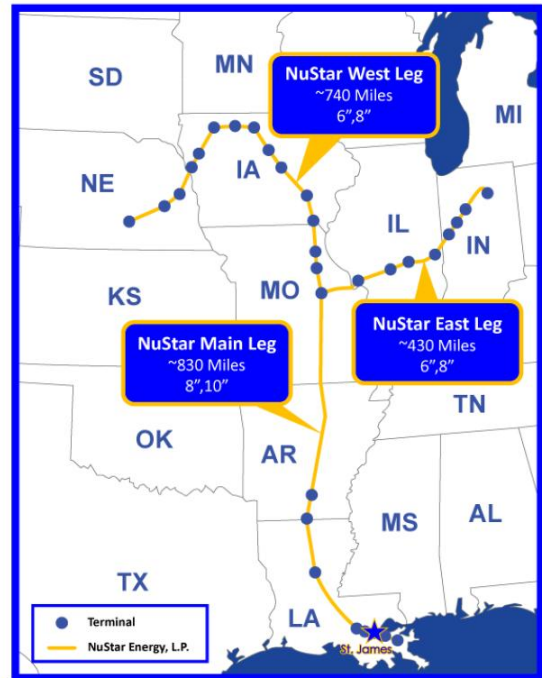 SD
MN
NuStar West Leg
~740 Miles
6",8"
MI
NE
IA
IL
IN
KS
MO
NuStar Main Leg
~830 Miles
8",10"
NuStar East Leg
~430 Miles
6",8"
TN
OK
AR
MS
AL
TX
LA
St. James
Terminal
NuStar Energy, L.P.